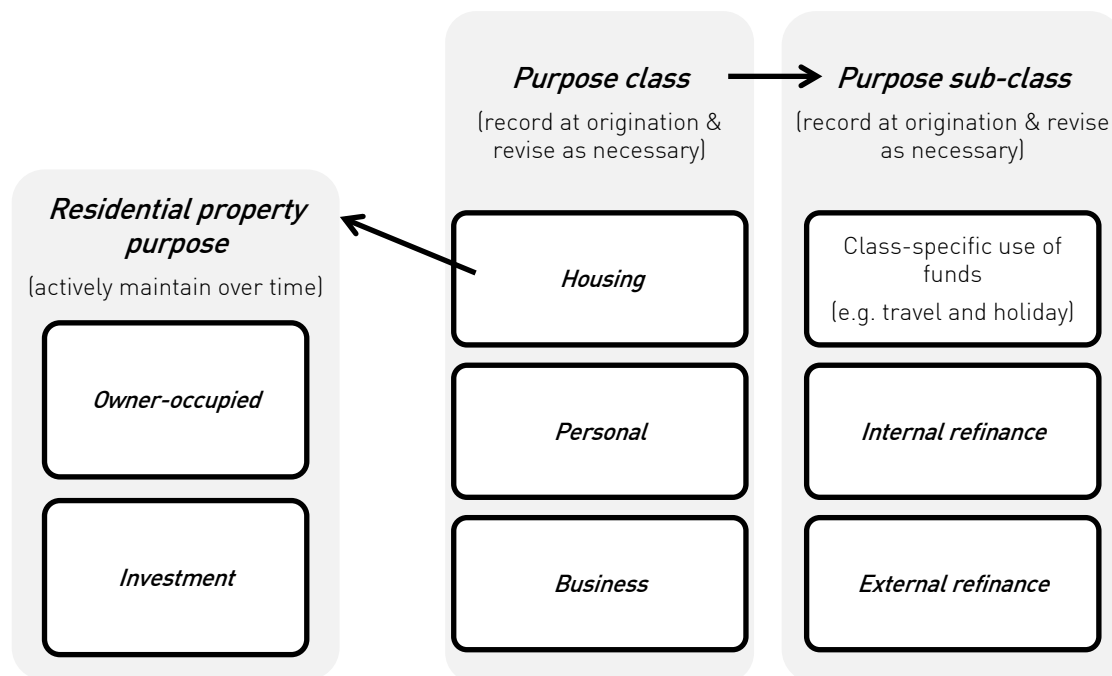 Purpose class
(record at origination &
revise as necessary)
Purpose sub-class
(record at origination & revise
as necessary)
Residential property
purpose
(actively maintain over time)
Owner-occupied
Investment
Housing
Personal
Business
Class-specific use of
funds
(e.g. travel and holiday)
Internal refinance
External refinance